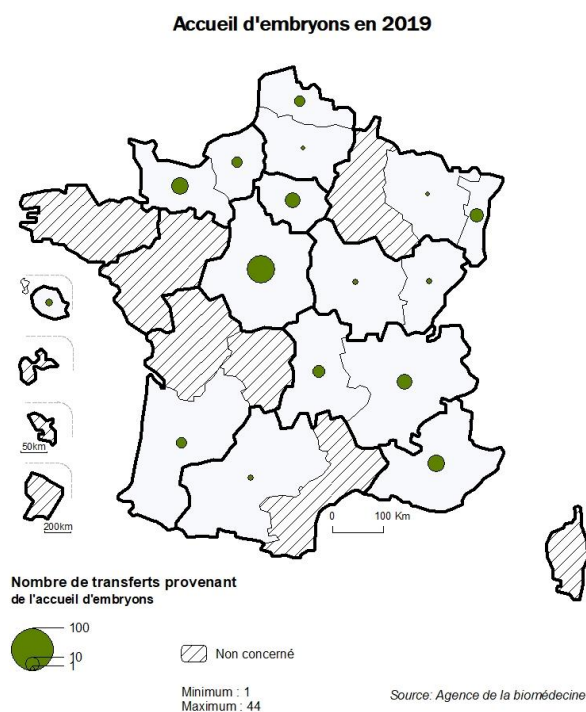 Accueil d'embryons en 2019
50km
200km
0 100 Km
Nombre de transferts provenant
de l'accueil d'embryons
100
10
1
Non concerné
Minimum : 1
Maximum : 44
Source: Agence de la biomédecine